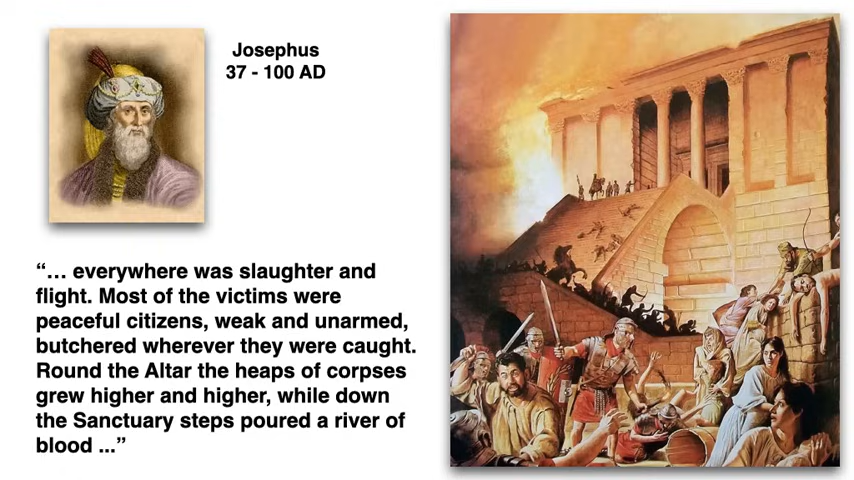 Josephus
37 - 100 AD
“… everywhere was slaughter and
flight. Most of the victims were
peaceful citizens, weak and unarmed,
butchered wherever they were caught.
Round the Altar the heaps of corpses
grew higher and higher, while down
the Sanctuary steps poured a river of
blood ...”